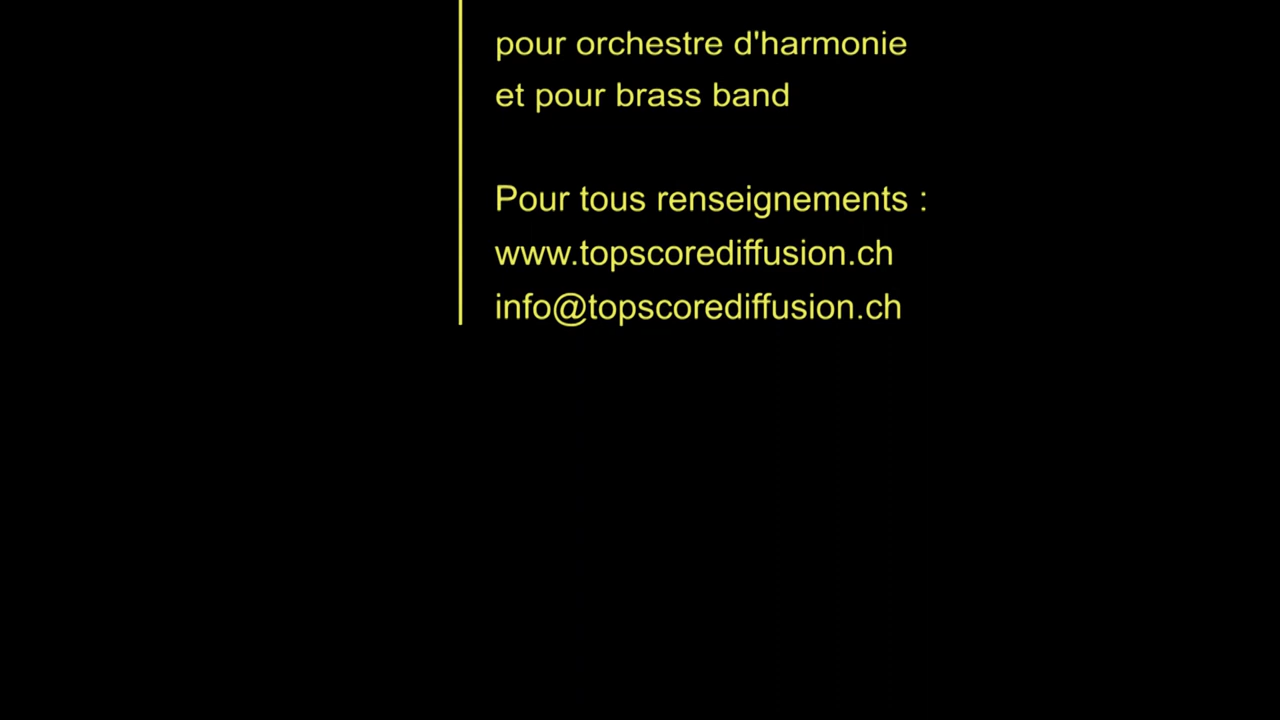 pour orchestre d'harmonie
et pour brass band
Pour tous renseignements :
www.topscorediffusion.ch
info@topscorediffusion.ch